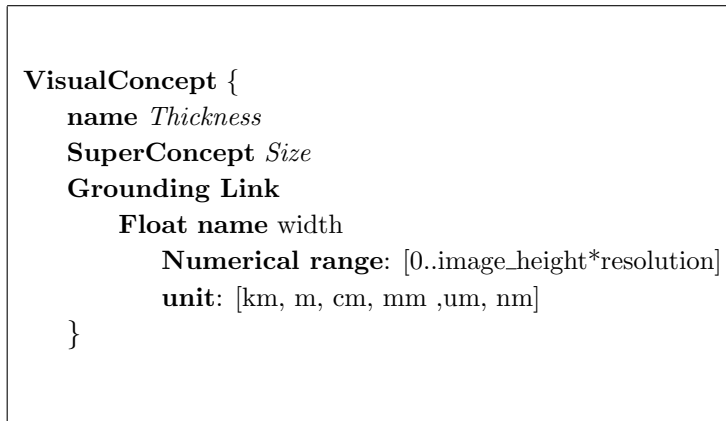 VisualConcept {
name Thickness
SuperConcept Size
Grounding Link
Float name width
Numerical range: [0..image_height*resolution]
unit: [km, m, cm, mm ,um, nm]
}